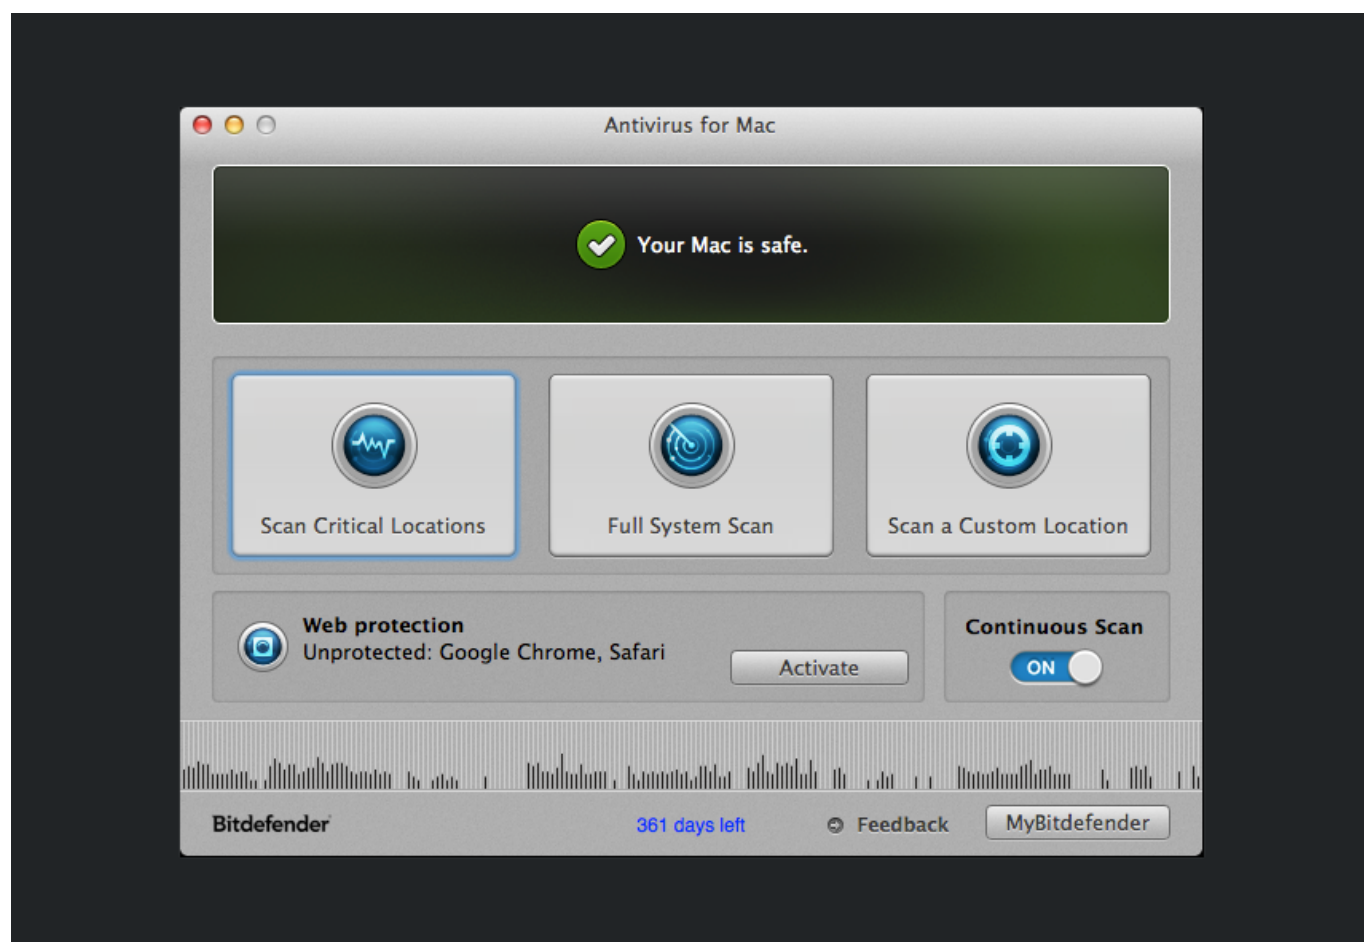 Antivirus for Mac
Your Mac is safe.
Scan Critical Locations
Full System Scan
Scan a Custom Location
Web protection
Unprotected: Google Chrome, Safari
Activate
Continuous Scan
ON
Bitdefender
361 days left
Feedback
MyBitdefender